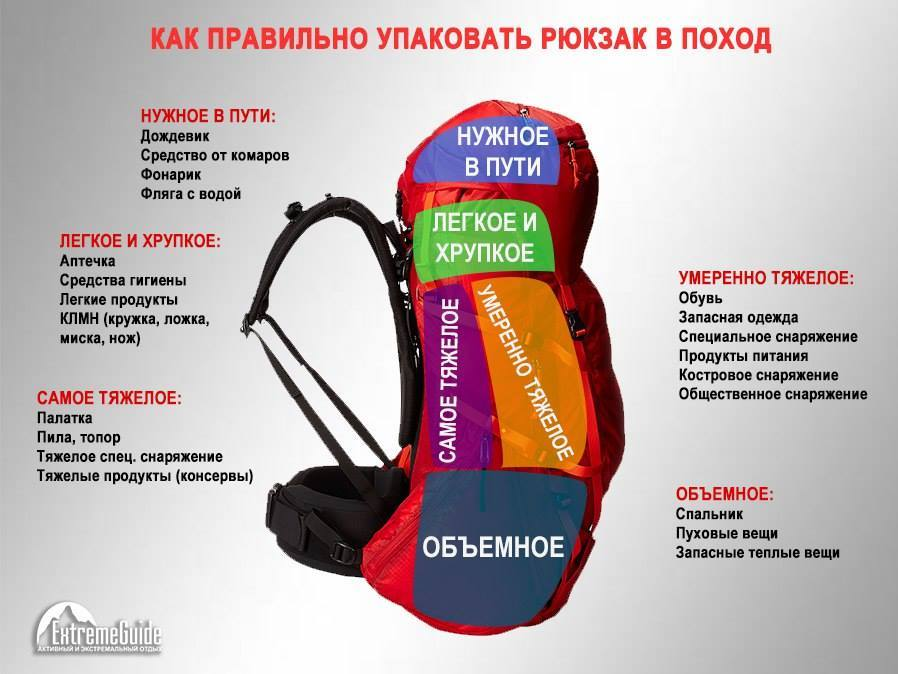 КАК ПРАВИЛЬНО УПАКОВАТЬ РЮКЗАК В ПОХОД
НУЖНОЕ В ПУТИ:
Дождевик
Средство от комаров
Фонарик
Фляга с водой
ЛЕГКОЕ И ХРУПКОЕ:
Аптечка
Средства гигиены
Легкие продукты
КЛМН (кружка, ложка,
миска, нож)
САМОЕ ТЯЖЕЛОЕ:
Палатка
Пила, топор
Тяжелое спец. снаряжение
Тяжелые продукты (консервы)
НУЖНОЕ
В ПУТИ
ЛЕГКОЕ И
ХРУПКОЕ
САМОЕ ТЯЖЕЛОЕ
УМЕРЕННО ТЯЖЕЛОЕ
ОБЪЕМНОЕ
УМЕРЕННО ТЯЖЕЛОЕ:
Обувь
Запасная одежда
Специальное снаряжение
Продукты питания
Костровое снаряжение
Общественное снаряжение
ОБЪЕМНОЕ:
Спальник
Пуховые вещи
Запасные теплые вещи
ExtremeGuide
АКТИВНЫЙ И ЭКСТРЕМАЛЬНЫЙ ОТДЫХ